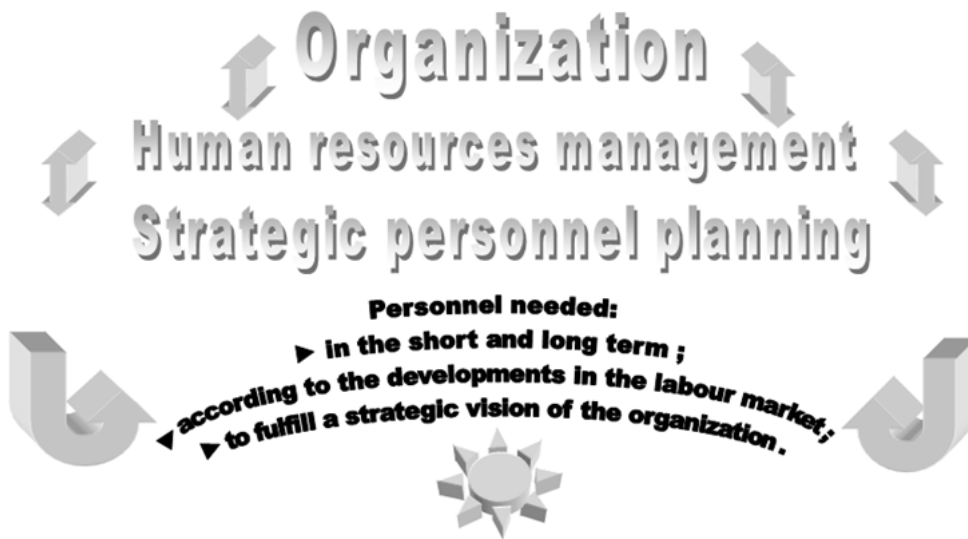 Organization
Human resources management
Strategic personnel planning
Personnel needed:
► in the short and long term ;
► according to the developments in the labour market;
► to fulfill a strategic vision of the organization .